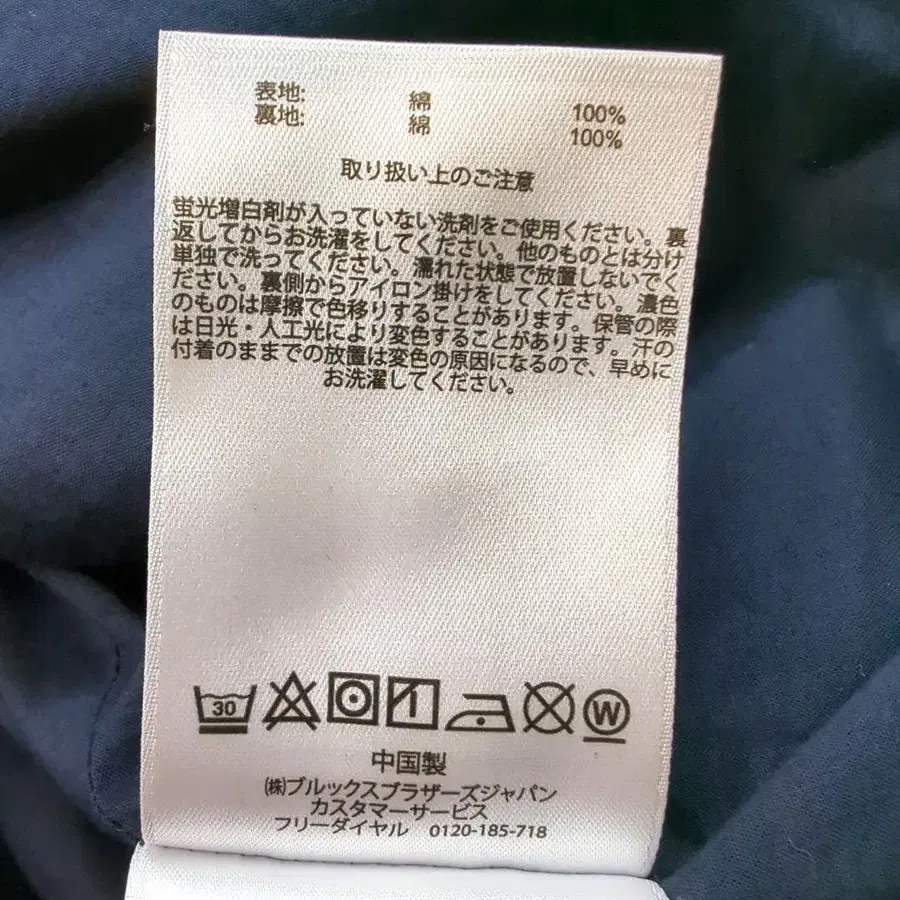 表地: 綿 100%
裏地: 綿 100%
取り扱い上のご注意
蛍光増白剤が入っていない洗剤をご使用ください。裏
返してからお洗濯をしてください。他のものとは分け
単独で洗ってください。濡れた状態で放置しないでく
ださい。裏側からアイロン掛けをしてください。濃色
のものは摩擦で色移りすることがあります。保管の際
は日光・人工光により変色することがあります。汗の
付着のままでの放置は変色の原因になるので、早めに
お洗濯してください。
30
W
中国製
(株)ブルックスブラザーズジャパン
カスタマーサービス
フリーダイヤル 0120-185-718